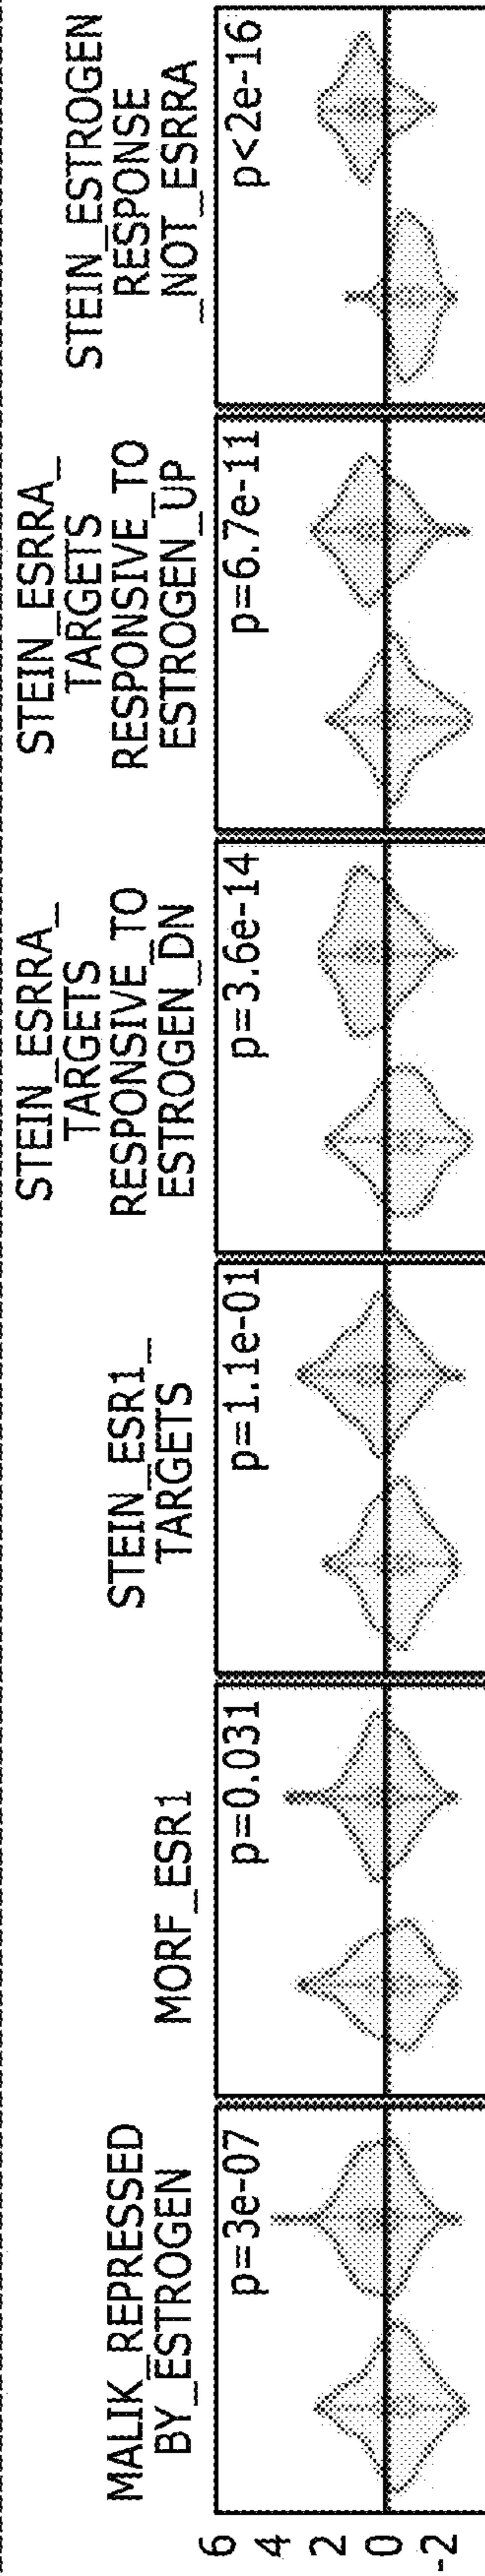 MALIK_REPRESSED
BY_ESTROGEN
p=3e-07
MORF_ESR1
p=0.031
STEIN_ESR1_
TARGETS
p=1.1e-01
STEIN_ESRRA_
TARGETS
RESPONSIVE_TO
ESTROGEN_DN
p=3.6e-14
STEIN_ESRRA_
TARGETS
RESPONSIVE_TO
ESTROGEN_UP
p=6.7e-11
STEIN_ESTROGEN
RESPONSE
_NOT_ESRRA
p<2e-16
6
4
2
0
-2